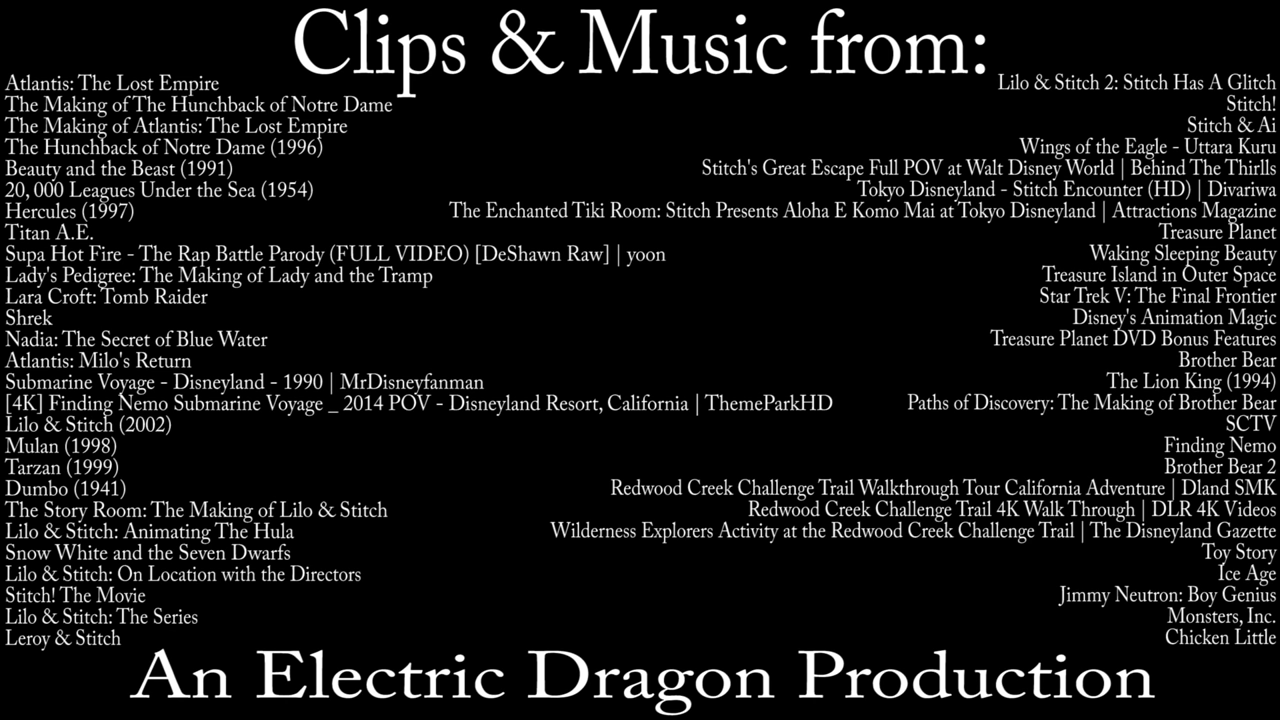 Clips & Music from:
Atlantis: The Lost Empire
The Making of The Hunchback of Notre Dame
The Making of Atlantis: The Lost Empire
The Hunchback of Notre Dame (1996)
Beauty and the Beast (1991)
20,000 Leagues Under the Sea (1954)
Hercules (1997)
Titan A.E.
Supa Hot Fire - The Rap Battle Parody (FULL VIDEO) [DeShawn Raw] | yoon
Lady's Pedigree: The Making of Lady and the Tramp
Lara Croft: Tomb Raider
Shrek
Nadia: The Secret of Blue Water
Atlantis: Milo's Return
Submarine Voyage - Disneyland - 1990 | MrDisneyfanman
[4K] Finding Nemo Submarine Voyage _ 2014 POV - Disneyland Resort, California | ThemeParkHD
Lilo & Stitch (2002)
Mulan (1998)
Tarzan (1999)
Dumbo (1941)
The Story Room: The Making of Lilo & Stitch
Lilo & Stitch: Animating The Hula
Snow White and the Seven Dwarfs
Lilo & Stitch: On Location with the Directors
Stitch! The Movie
Lilo & Stitch: The Series
Leroy & Stitch
Lilo & Stitch 2: Stitch Has A Glitch
Stitch!
Stitch & Ai
Wings of the Eagle - Uttara Kuru
Stitch's Great Escape Full POV at Walt Disney World | Behind The Thirlls
Tokyo Disneyland - Stitch Encounter (HD) | Divariwa
The Enchanted Tiki Room: Stitch Presents Aloha E Komo Mai at Tokyo Disneyland | Attractions Magazine
Treasure Planet
Waking Sleeping Beauty
Treasure Island in Outer Space
Star Trek V: The Final Frontier
Disney's Animation Magic
Treasure Planet DVD Bonus Features
Brother Bear
The Lion King (1994)
Paths of Discovery: The Making of Brother Bear
SCTV
Finding Nemo
Brother Bear 2
Redwood Creek Challenge Trail Walkthrough Tour California Adventure | Dland SMK
Redwood Creek Challenge Trail 4K Walk Through | DLR 4K Videos
Wilderness Explorers Activity at the Redwood Creek Challenge Trail | The Disneyland Gazette
Toy Story
Ice Age
Jimmy Neutron: Boy Genius
Monsters, Inc.
Chicken Little
An Electric Dragon Production